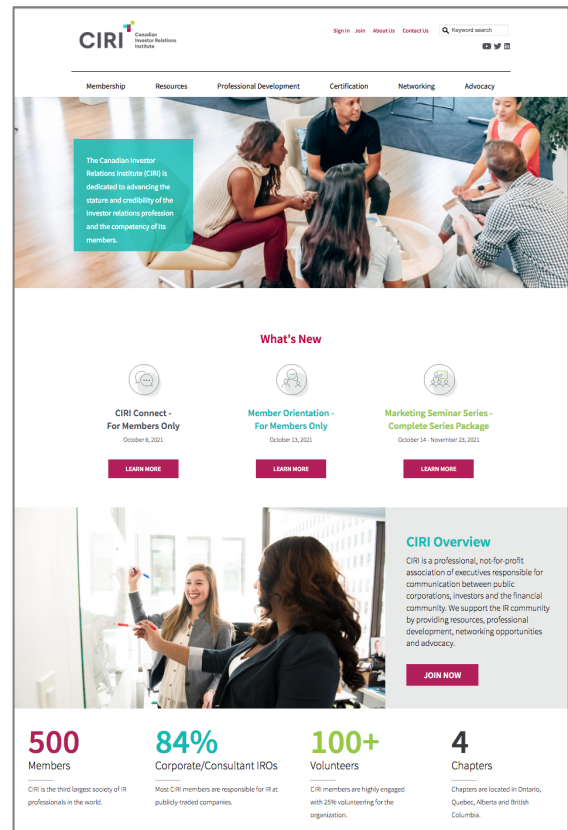 CIRI
Canadian
Investor Relations
Institute
Sign in Join About Us Contact Us Keyword search
Membership Resources Professional Development Certification Networking Advocacy
The Canadian Investor
Relations Institute (CIRI) is
dedicated to advancing the
stature and credibility of the
investor relations profession
and the competency of its
members.
What's New
CIRI Connect -
For Members Only
October 6, 2021
LEARN MORE
Member Orientation -
For Members Only
October 13, 2021
LEARN MORE
Marketing Seminar Series -
Complete Series Package
October 14 - November 23, 2021
LEARN MORE
CIRI Overview
CIRI is a professional, not-for-profit
association of executives responsible for
communication between public
corporations, investors and the financial
community. We support the IR community
by providing resources, professional
development, networking opportunities
and advocacy.
JOIN NOW
500
Members
CIRI is the third largest society of IR
professionals in the world.
84%
Corporate/Consultant IROs
Most CIRI members are responsible for IR at
publicly-traded companies.
100+
Volunteers
CIRI members are highly engaged
with 25% volunteering for the
organization.
4
Chapters
Chapters are located in Ontario,
Quebec, Alberta and British
Columbia.